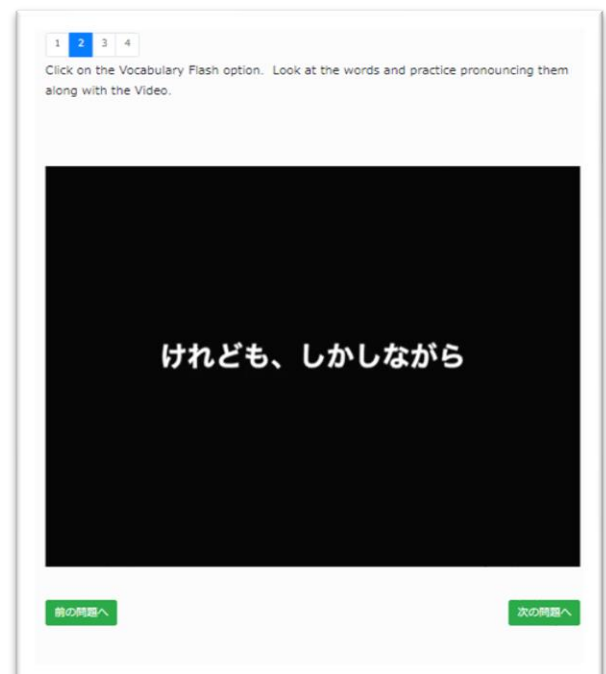 1 2 3 4
Click on the Vocabulary Flash option. Look at the words and practice pronouncing them
along with the Video.
けれども、しかしながら
前の問題へ 次の問題へ